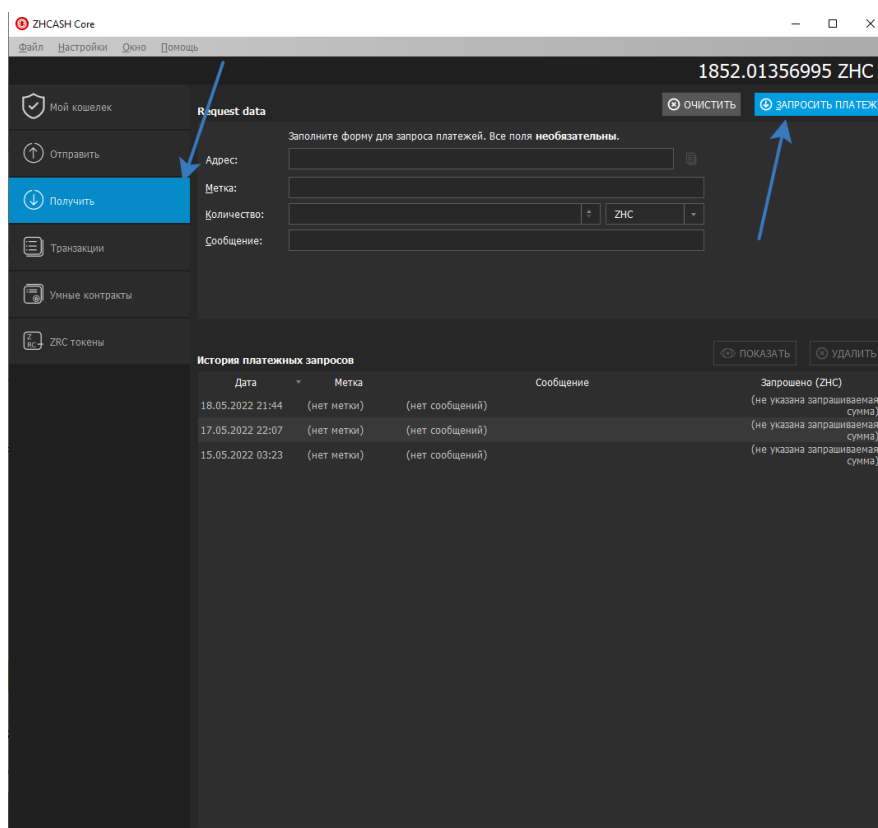 ZHCASH Core
Файл Настройки Окно Помощь
1852.01356995 ZHC
Мой кошелек
Отправить
Получить
Транзакции
Умные контракты
ZRC токены
Request data
ОЧИСТИТЬ
ЗАПРОСИТЬ ПЛАТЕЖ
Заполните форму для запроса платежей. Все поля необязательны.
Адрес:
Метка:
Количество: ZHC
Сообщение:
История платежных запросов
ПОКАЗАТЬ
УДАЛИТЬ
Дата Метка Сообщение Запрошено (ZHC)
18.05.2022 21:44 (нет метки) (нет сообщений) (не указана запрашиваемая
сумма)
17.05.2022 22:07 (нет метки) (нет сообщений) (не указана запрашиваемая
сумма)
15.05.2022 03:23 (нет метки) (нет сообщений) (не указана запрашиваемая
сумма)